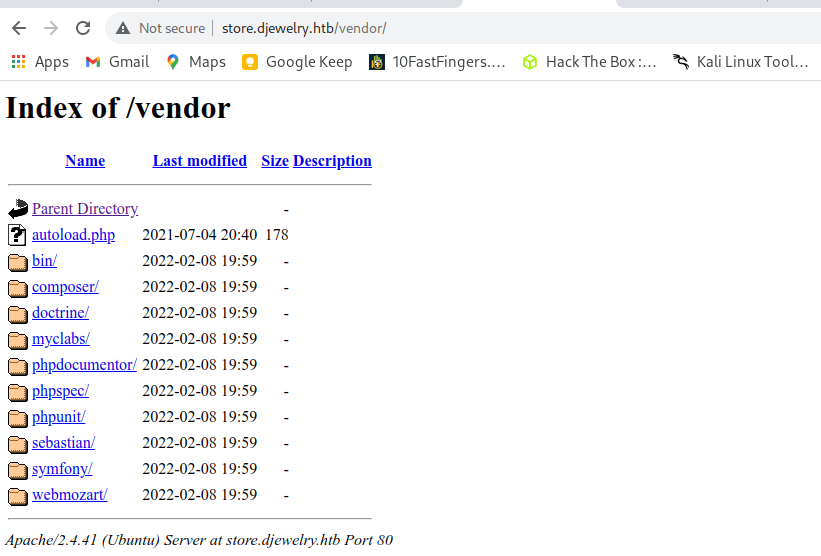 Not secure | store.djewelry.htb/vendor/
Apps Gmail Maps Google Keep 10FastFingers.… Hack The Box :… Kali Linux Tool…
Index of /vendor
Name Last modified Size Description
Parent Directory -
autoload.php 2021-07-04 20:40 178
bin/ 2022-02-08 19:59 -
composer/ 2022-02-08 19:59 -
doctrine/ 2022-02-08 19:59 -
myclabs/ 2022-02-08 19:59 -
phpdocumentor/ 2022-02-08 19:59 -
phpspec/ 2022-02-08 19:59 -
phpunit/ 2022-02-08 19:59 -
sebastian/ 2022-02-08 19:59 -
symfony/ 2022-02-08 19:59 -
webmozart/ 2022-02-08 19:59 -
Apache/2.4.41 (Ubuntu) Server at store.djewelry.htb Port 80